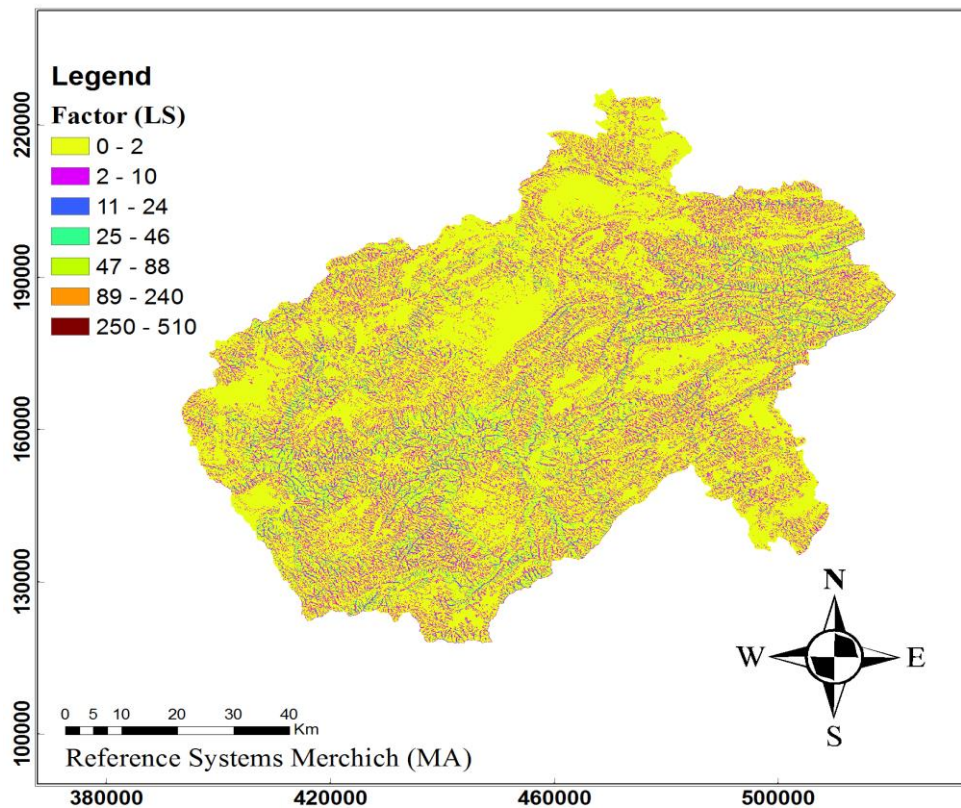 Legend
Factor (LS)
0 - 2
2 - 10
11 - 24
25 - 46
47 - 88
89 - 240
250 - 510
220000
190000
160000
130000
100000
N
W E
S
0 5 10 20 30 40
Km
Reference Systems Merchich (MA)
380000 420000 460000 500000